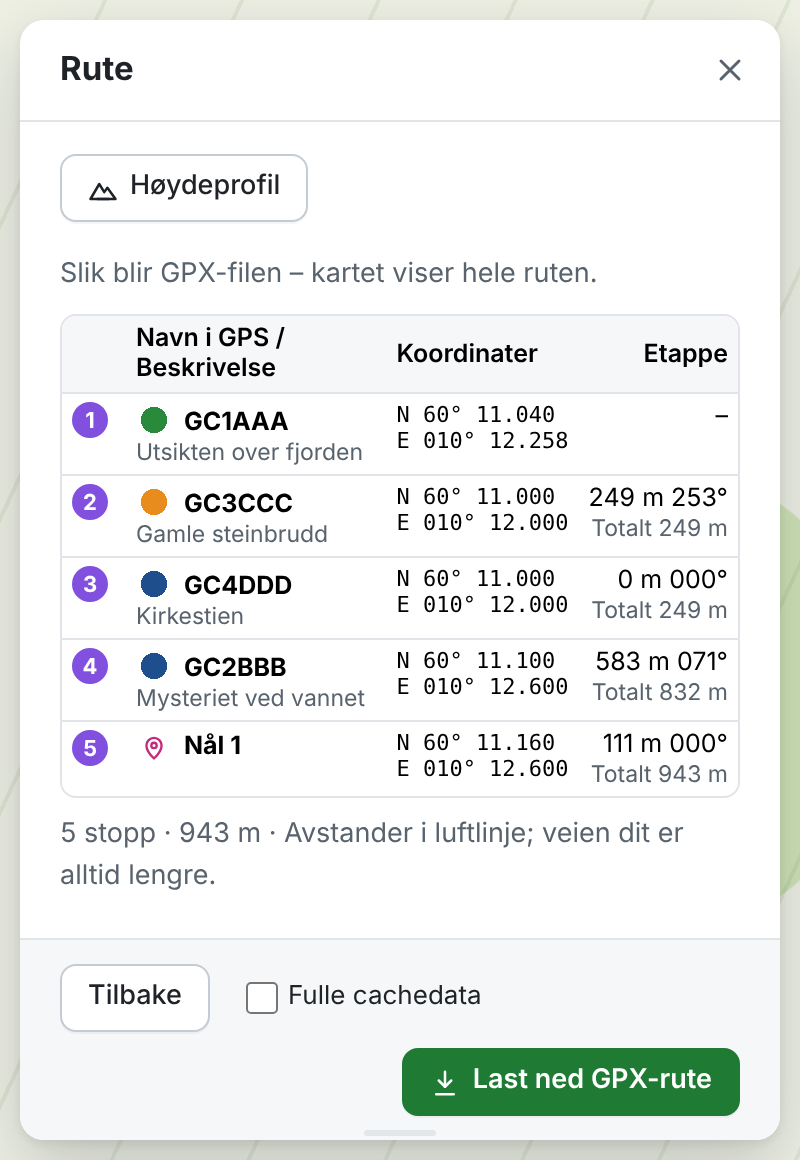 Rute
Høydeprofil
Slik blir GPX-filen – kartet viser hele ruten.
Navn i GPS /
Beskrivelse
Koordinater
Etappe
1
GC1AAA
Utsikten over fjorden
N 60° 11.040
E 010° 12.258
–
2
GC3CCC
Gamle steinbrudd
N 60° 11.000
E 010° 12.000
249 m 253°
Totalt 249 m
3
GC4DDD
Kirkestien
N 60° 11.000
E 010° 12.000
0 m 000°
Totalt 249 m
4
GC2BBB
Mysteriet ved vannet
N 60° 11.100
E 010° 12.600
583 m 071°
Totalt 832 m
5
Nål 1
N 60° 11.160
E 010° 12.600
111 m 000°
Totalt 943 m
5 stopp · 943 m · Avstander i luftlinje; veien dit er
alltid lengre.
Tilbake
Fulle cachedata
Last ned GPX-rute